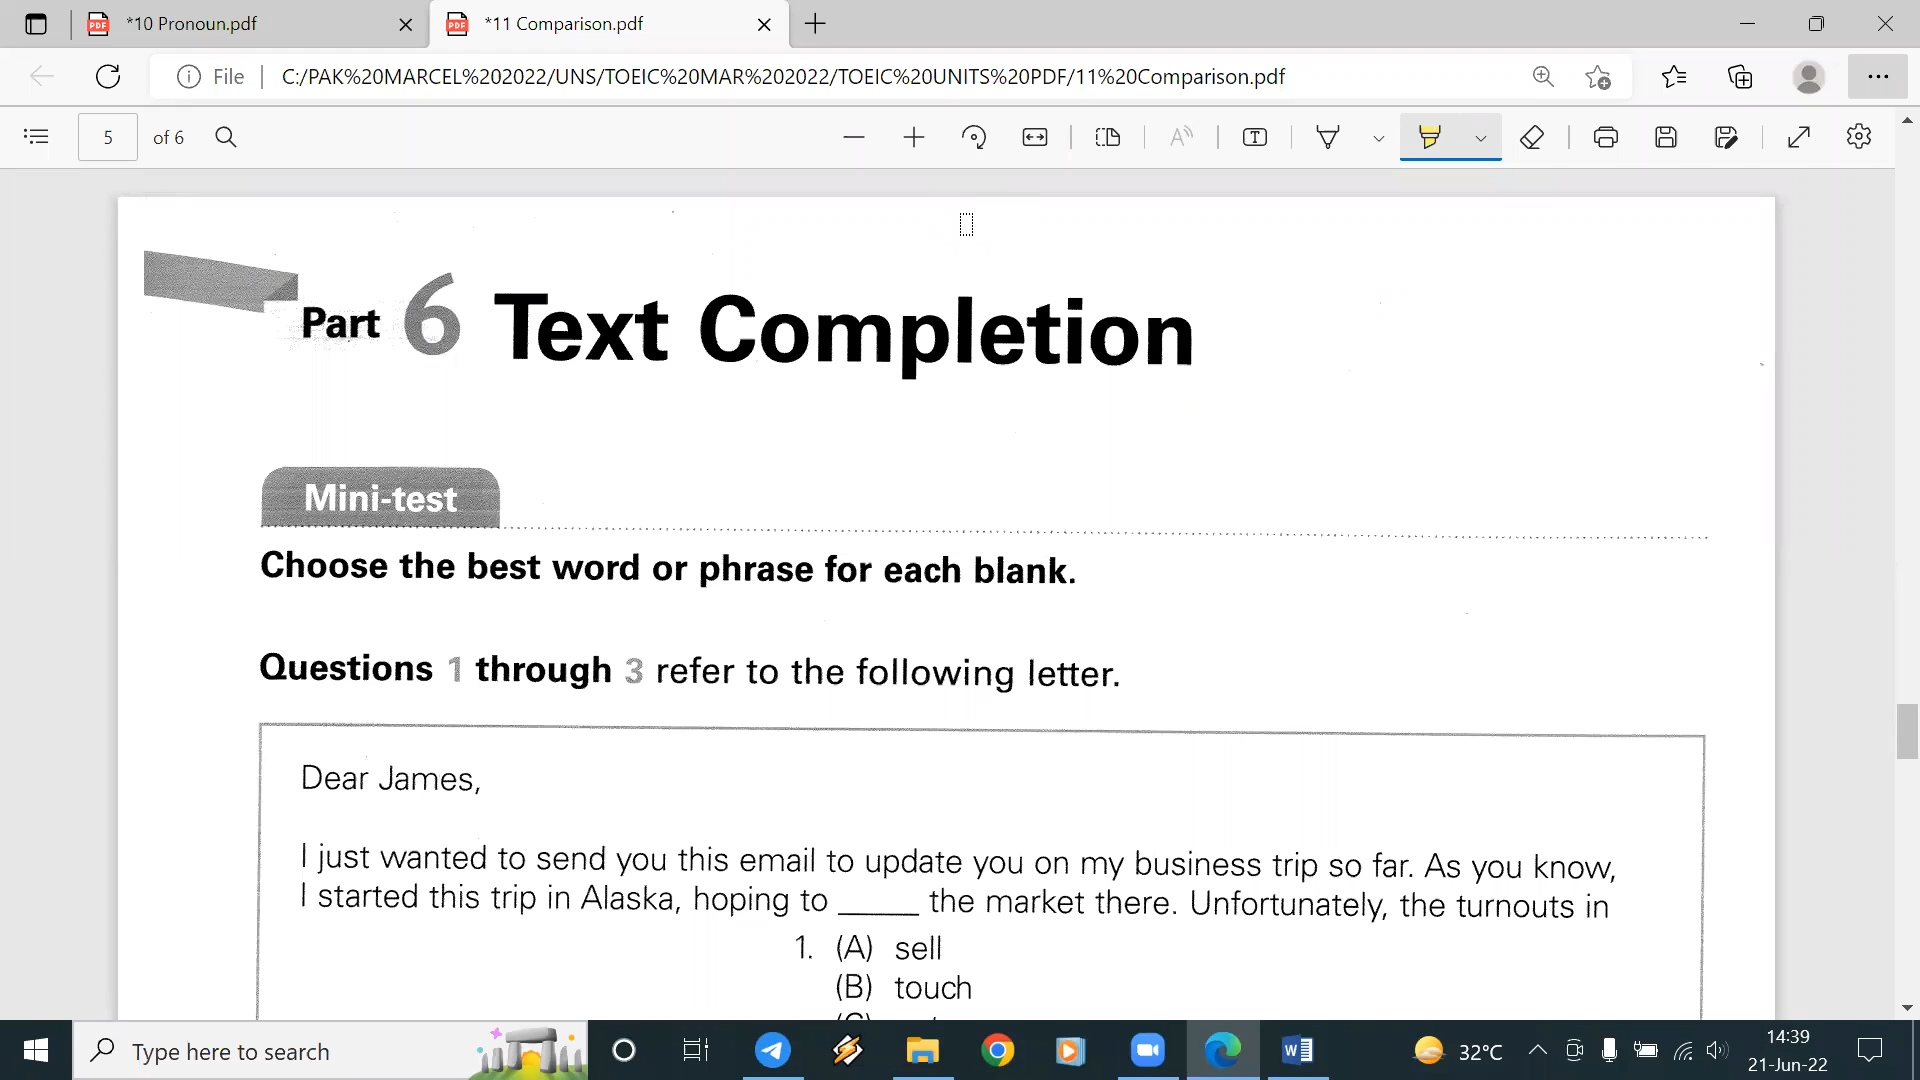 *10 Pronoun.pdf
*11 Comparison.pdf
File
C:/PAK%20MARCEL%202022/UNS/TOEIC%20MAR%202022/TOEIC%20UNITS%20PDF/11%20Comparison.pdf
5 of 6
Part 6 Text Completion
Mini-test
Choose the best word or phrase for each blank.
Questions 1 through 3 refer to the following letter.
Dear James,
I just wanted to send you this email to update you on my business trip so far. As you know,
I started this trip in Alaska, hoping to _____ the market there. Unfortunately, the turnouts in
1. (A) sell
(B) touch
Type here to search
32°C
14:39
21-Jun-22